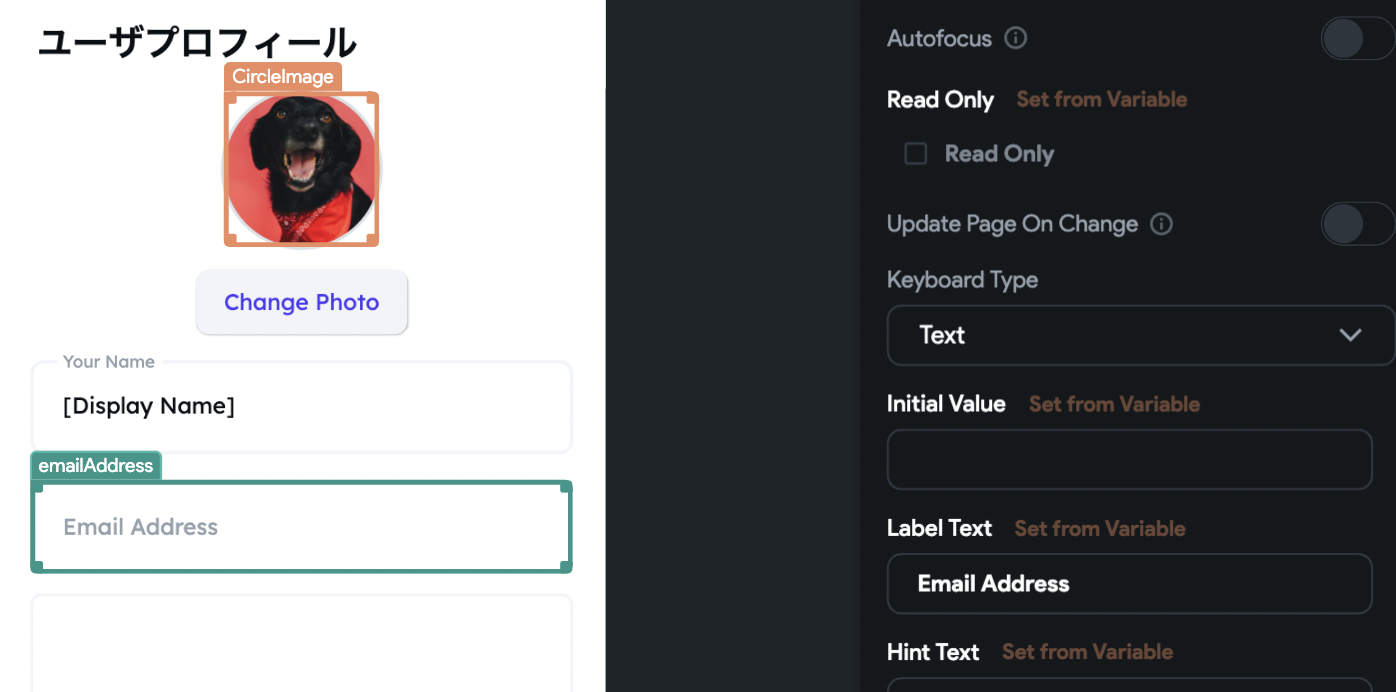 ユーザプロフィール
CircleImage
Change Photo
Your Name
[Display Name]
emailAddress
Email Address
Autofocus
Read Only Set from Variable
Read Only
Update Page On Change
Keyboard Type
Text
Initial Value Set from Variable
Label Text Set from Variable
Email Address
Hint Text Set from Variable